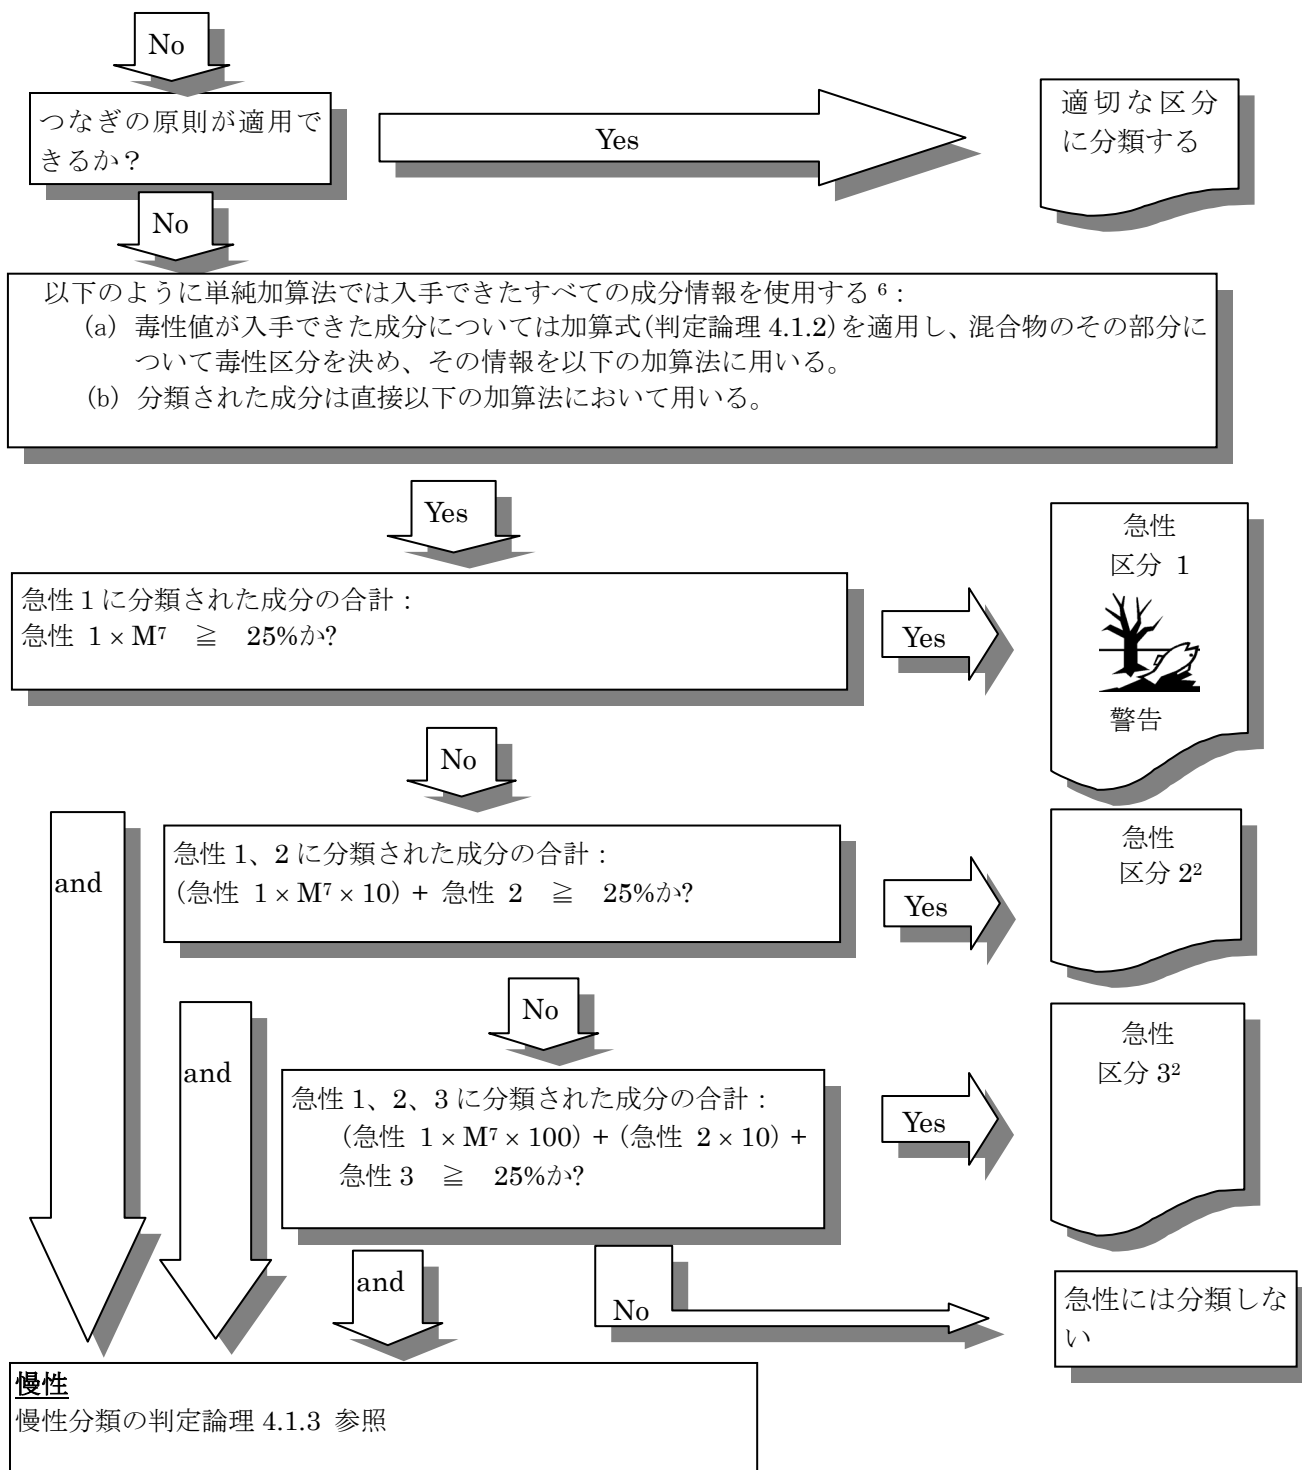 No
つなぎの原則が適用で
きるか？
Yes
適切な区分
に分類する
No
以下のように単純加算法では入手できたすべての成分情報を使用する 6：
(a) 毒性値が入手できた成分については加算式(判定論理 4.1.2)を適用し、混合物のその部分に
ついて毒性区分を決め、その情報を以下の加算法に用いる。
(b) 分類された成分は直接以下の加算法において用いる。
Yes
急性 1 に分類された成分の合計：
急性 1 × M7 ≧ 25%か?
Yes
急性
区分 1
警告
No
and
急性 1、2 に分類された成分の合計：
(急性 1 × M7 × 10) + 急性 2 ≧ 25%か?
Yes
急性
区分 22
No
and
急性 1、2、3 に分類された成分の合計：
(急性 1 × M7 × 100) + (急性 2 × 10) +
急性 3 ≧ 25%か?
Yes
急性
区分 32
and
No
急性には分類しな
い
慢性
慢性分類の判定論理 4.1.3 参照